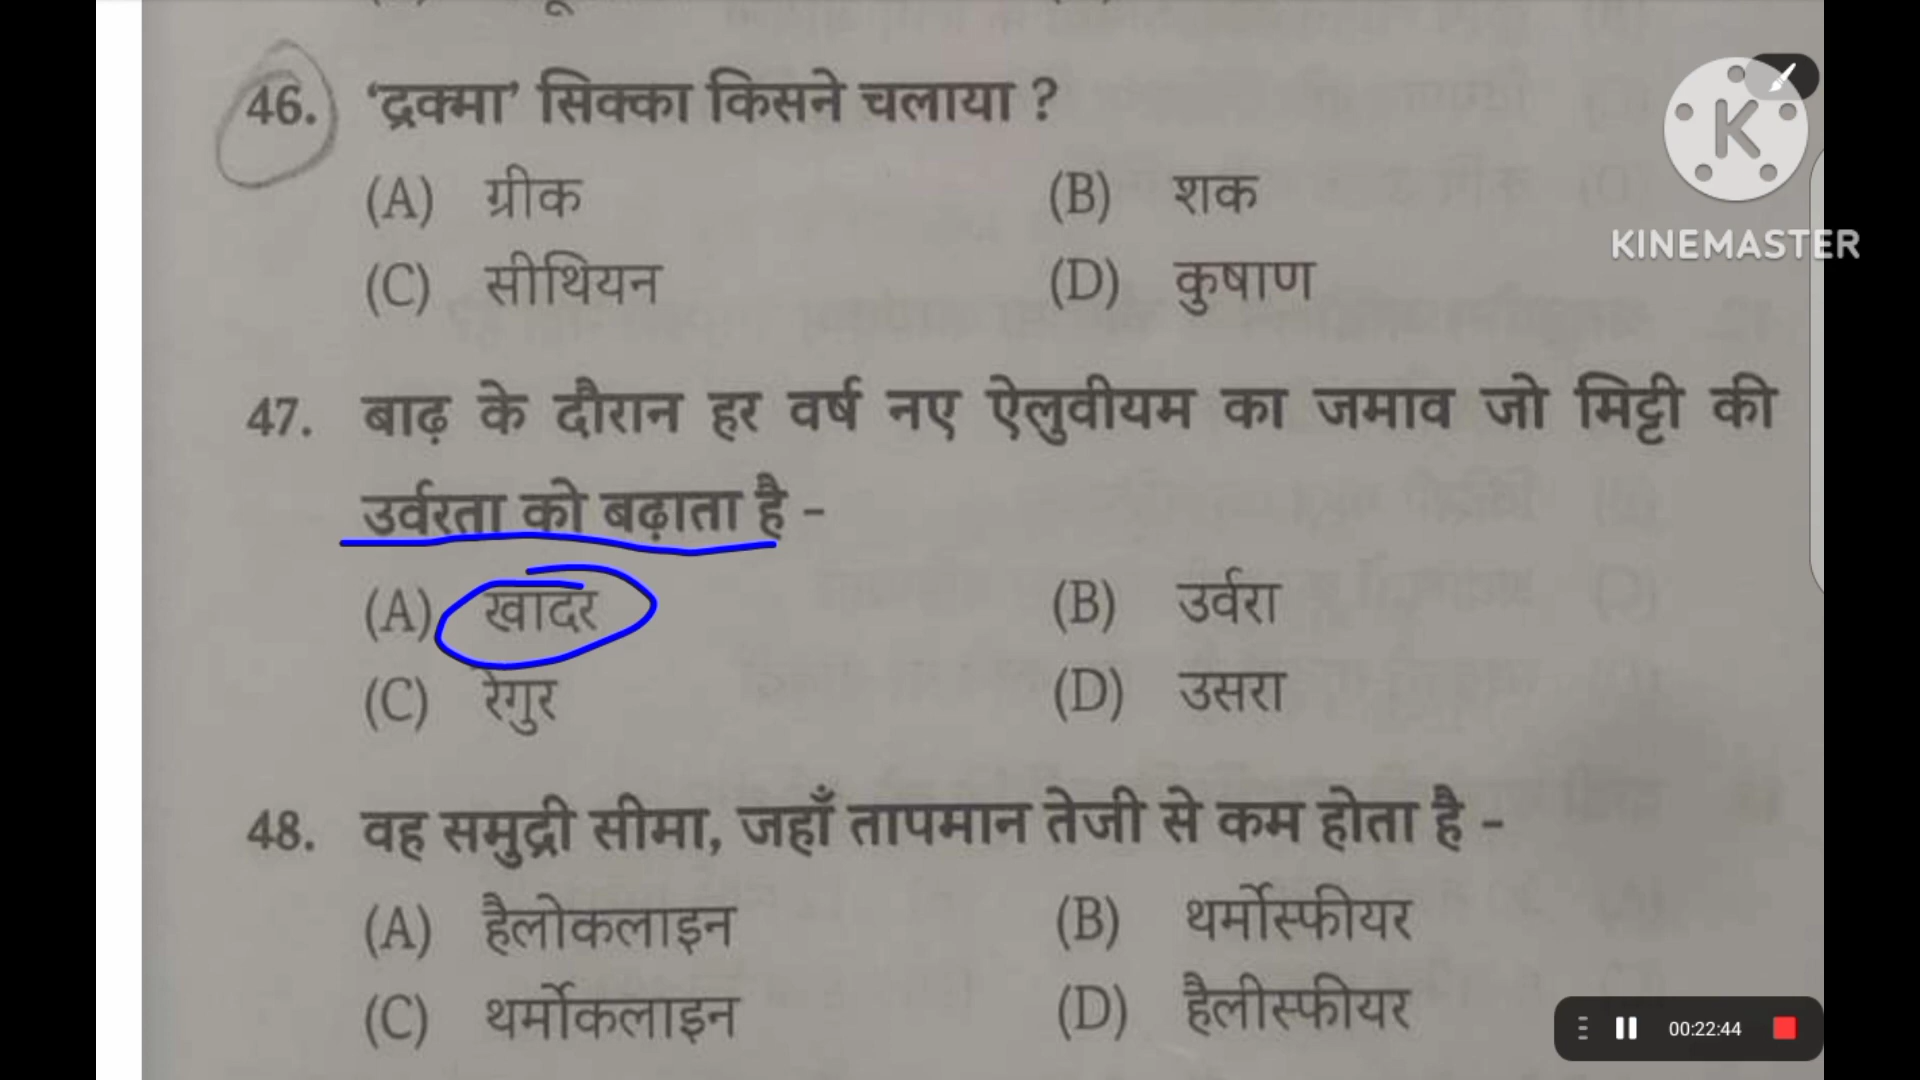 46. 'द्रक्मा' सिक्का किसने चलाया ?
(A) ग्रीक (B) शक
(C) सीथियन (D) कुषाण
KINEMASTER
47. बाढ़ के दौरान हर वर्ष नए ऐलुवीयम का जमाव जो मिट्टी की
उर्वरता को बढ़ाता है -
(A) खादर (B) उर्वरा
(C) रेगुर (D) उसरा
48. वह समुद्री सीमा, जहाँ तापमान तेजी से कम होता है -
(A) हैलोकलाइन (B) थर्मोस्फीयर
(C) थर्मोकलाइन (D) हैलीस्फीयर
00:22:44